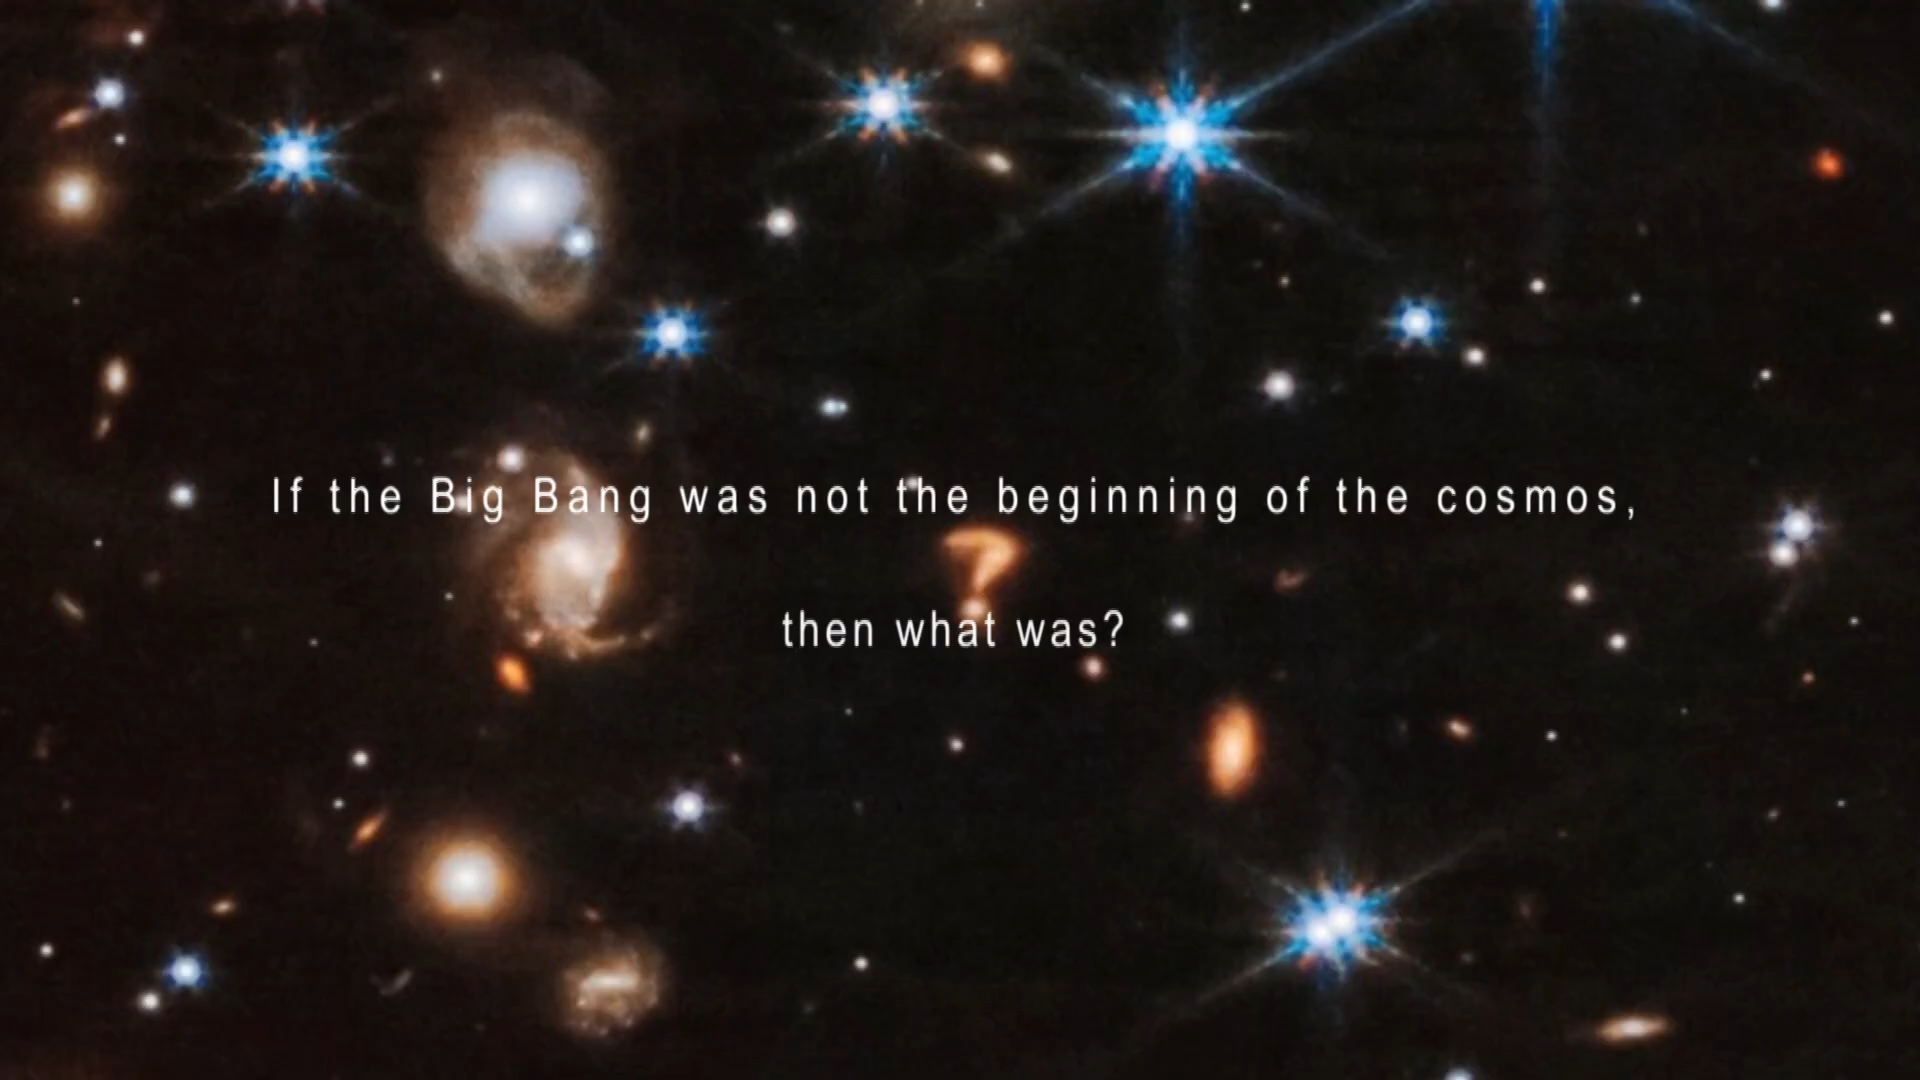 If the Big Bang was not the beginning of the cosmos,
then what was?